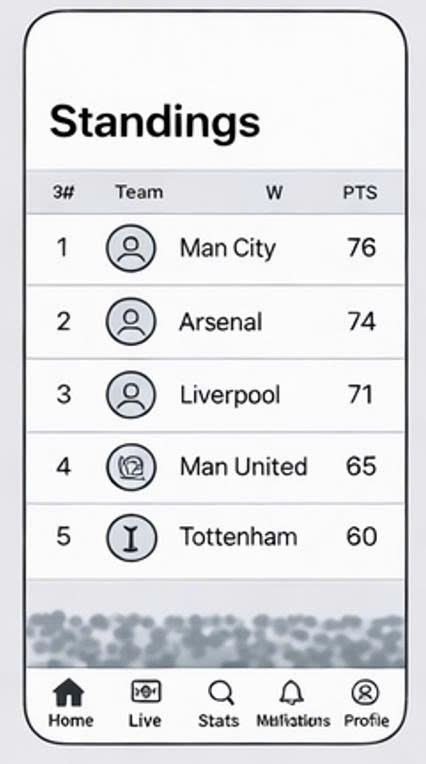 Standings
3# Team W PTS
1 Man City 76
2 Arsenal 74
3 Liverpool 71
4 Man United 65
5 I Tottenham 60
Home Live Stats Profile